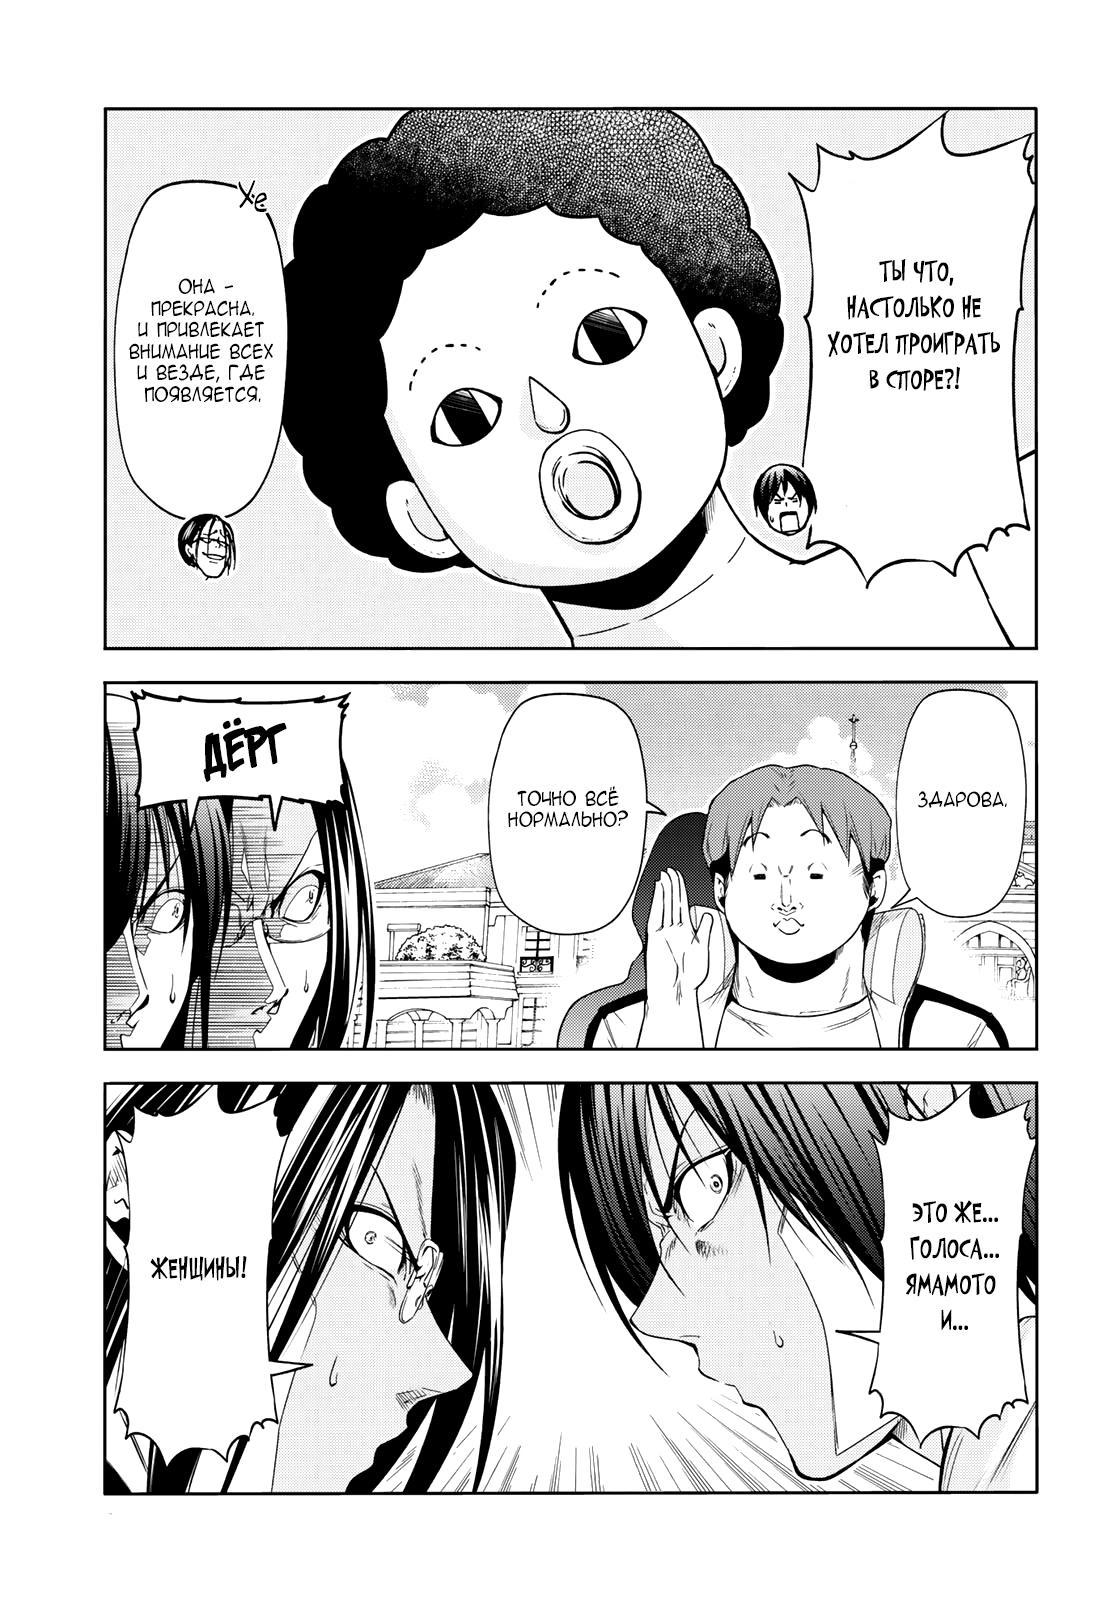 ТЫ ЧТО,
НАСТОЛЬКО НЕ
ХОТЕЛ ПРОИГРАТЬ
В СПОРЕ?!
Хе
ОНА -
ПРЕКРАСНА,
И ПРИВЛЕКАЕТ
ВНИМАНИЕ ВСЕХ
И ВЕЗДЕ, ГДЕ
ПОЯВЛЯЕТСЯ.
ЗДАРОВА.
ТОЧНО ВСЁ
НОРМАЛЬНО?
ДЁРГ
ЭТО ЖЕ...
ГОЛОСА...
ЯМАМОТО
И...
ЖЕНЩИНЫ!